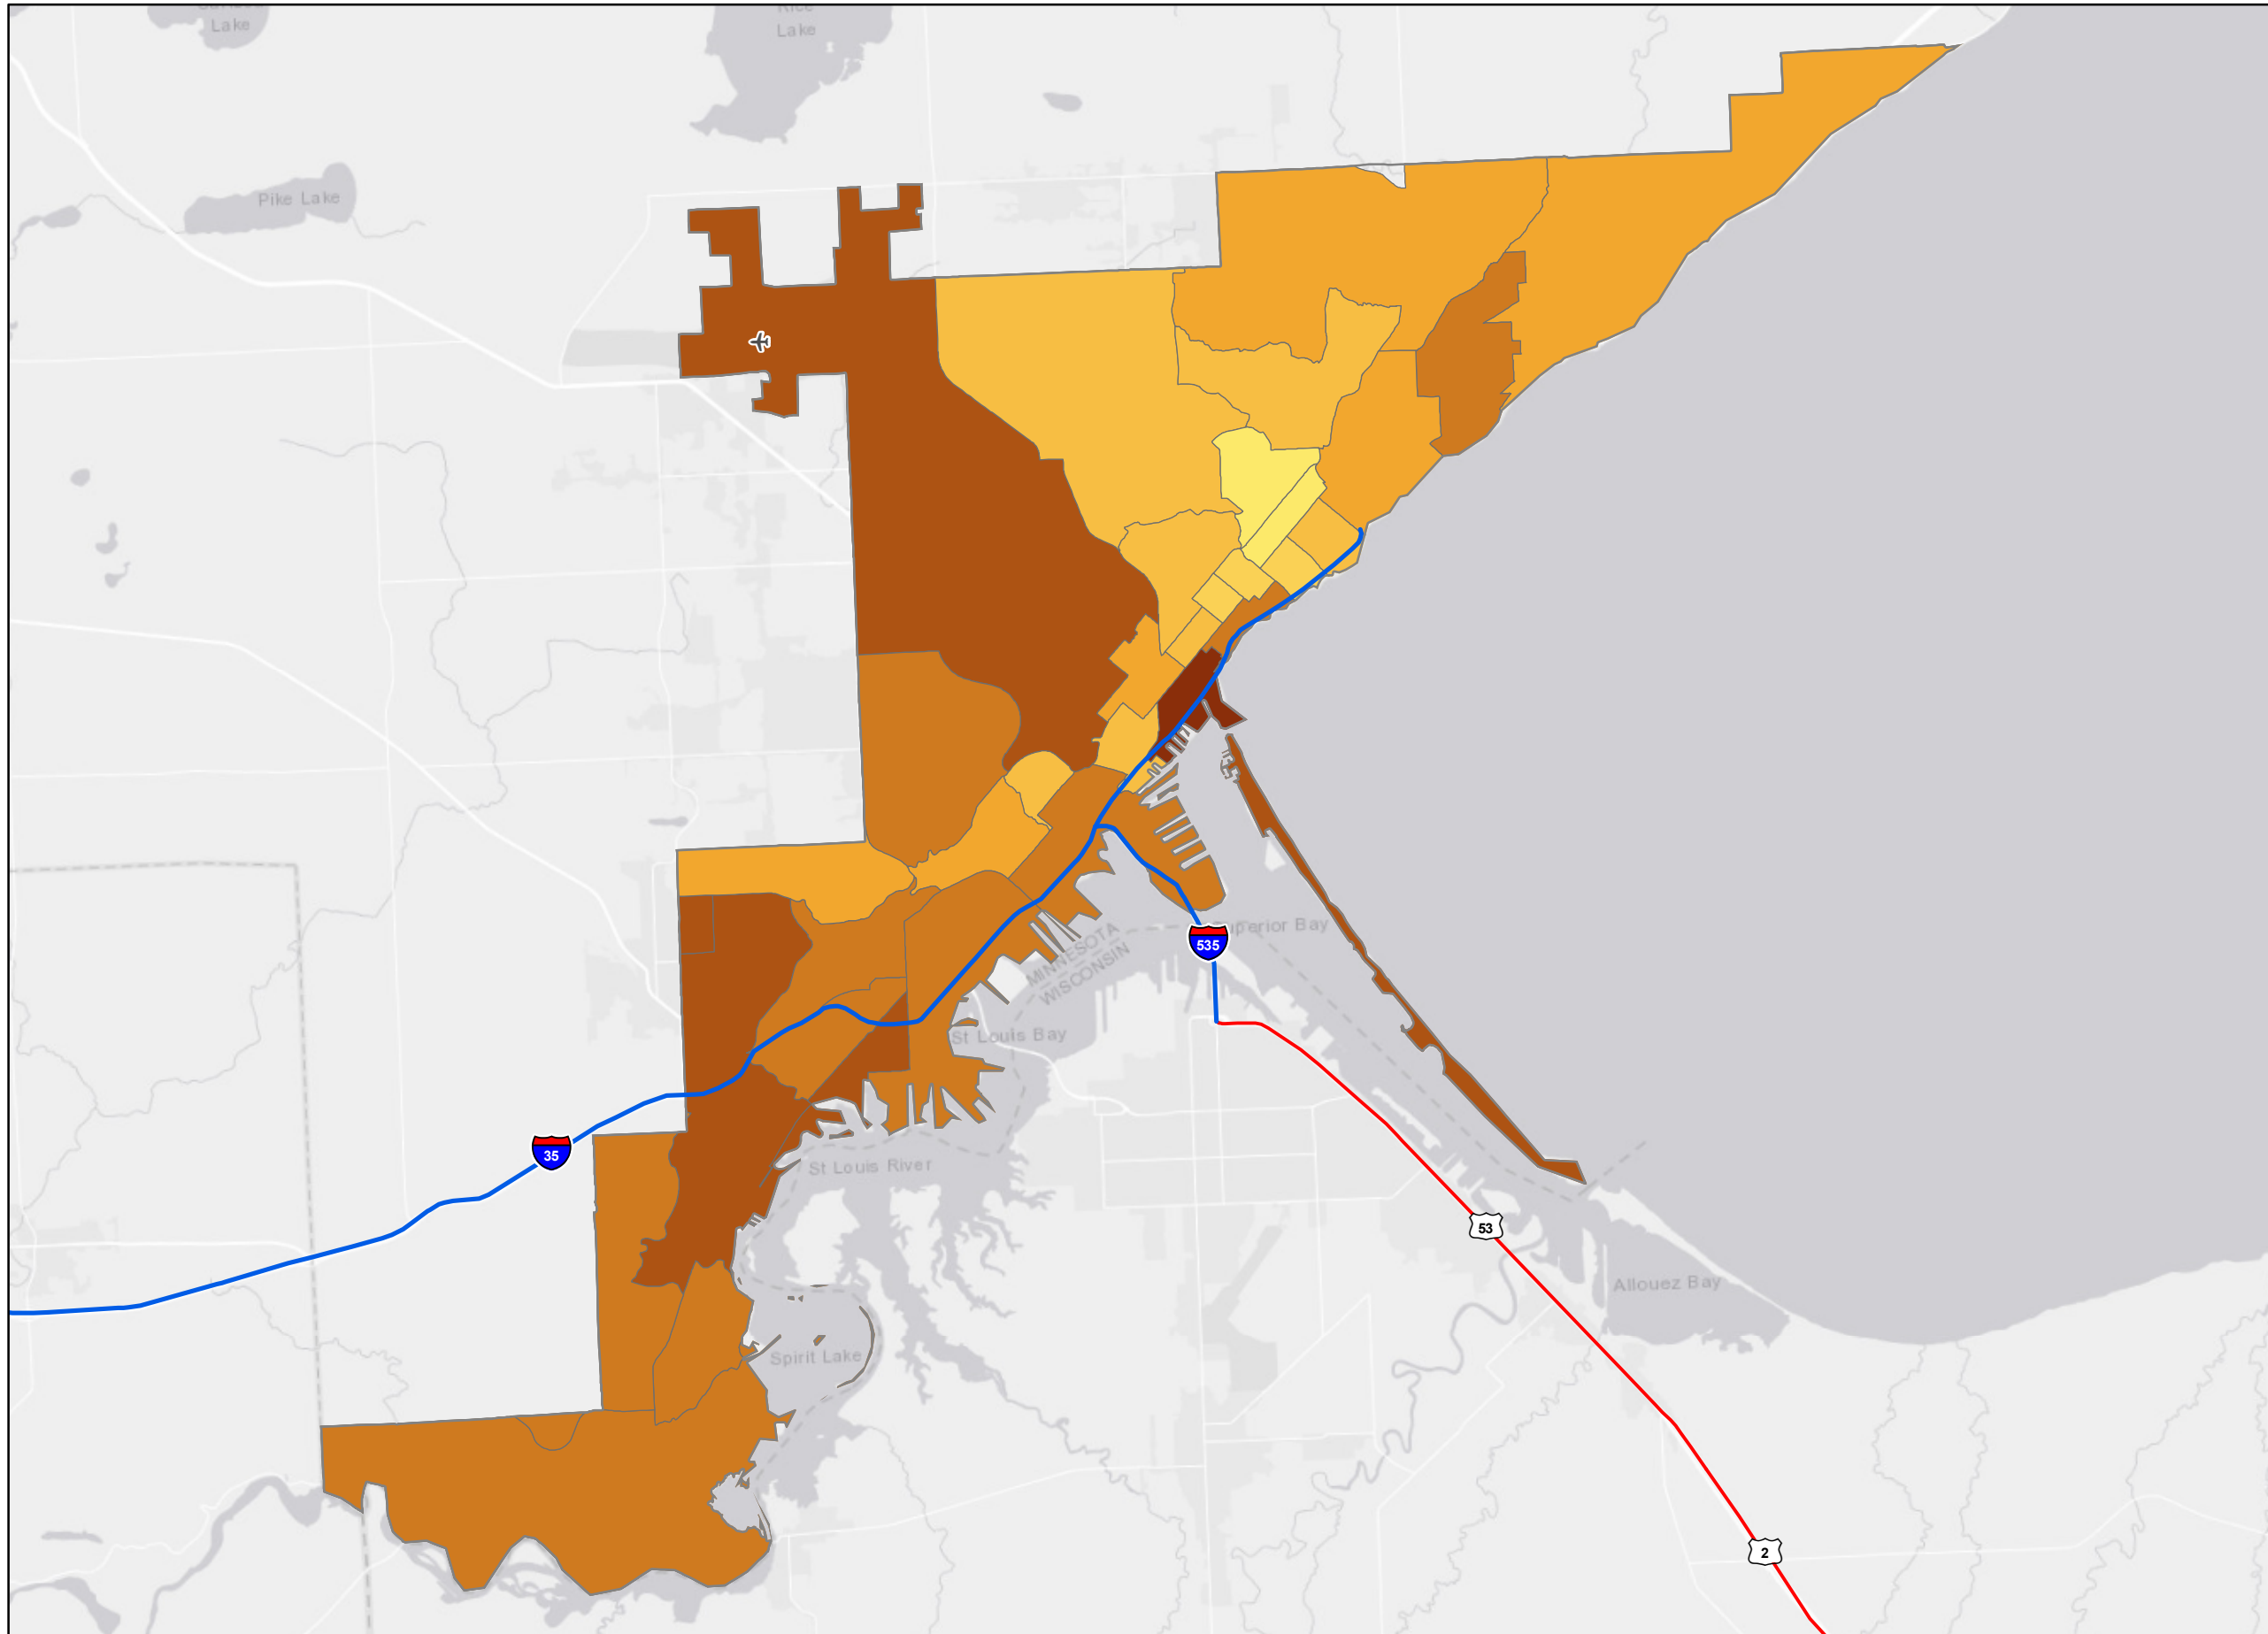 Lake
Rice
Lake
Pike Lake
Superior Bay
535
MINNESOTA
WISCONSIN
St Louis Bay
35
St Louis River
53
Allouez Bay
Spirit Lake
2